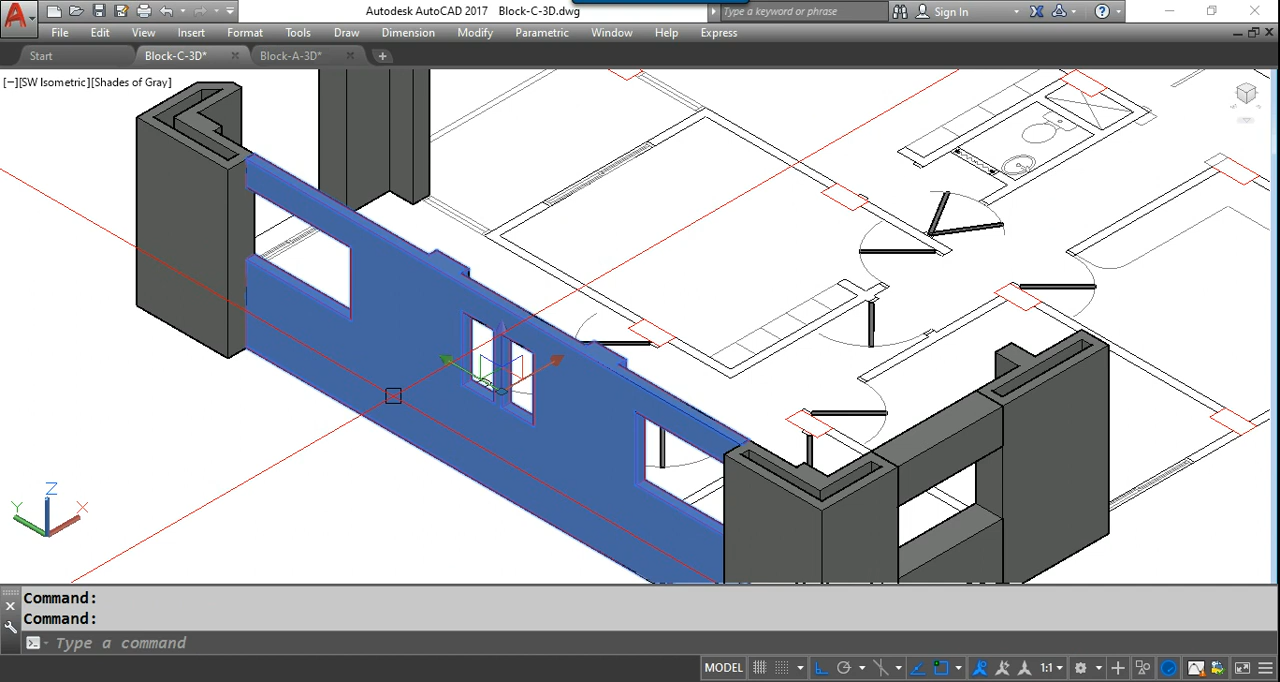 Autodesk AutoCAD 2017 Block-C-3D.dwg
Type a keyword or phrase
Sign In
File Edit View Insert Format Tools Draw Dimension Modify Parametric Window Help Express
Start Block-C-3D* Block-A-3D*
[−][SW Isometric][Shades of Gray]
Z
Y X
Command:
Command:
Type a command
MODEL 1:1